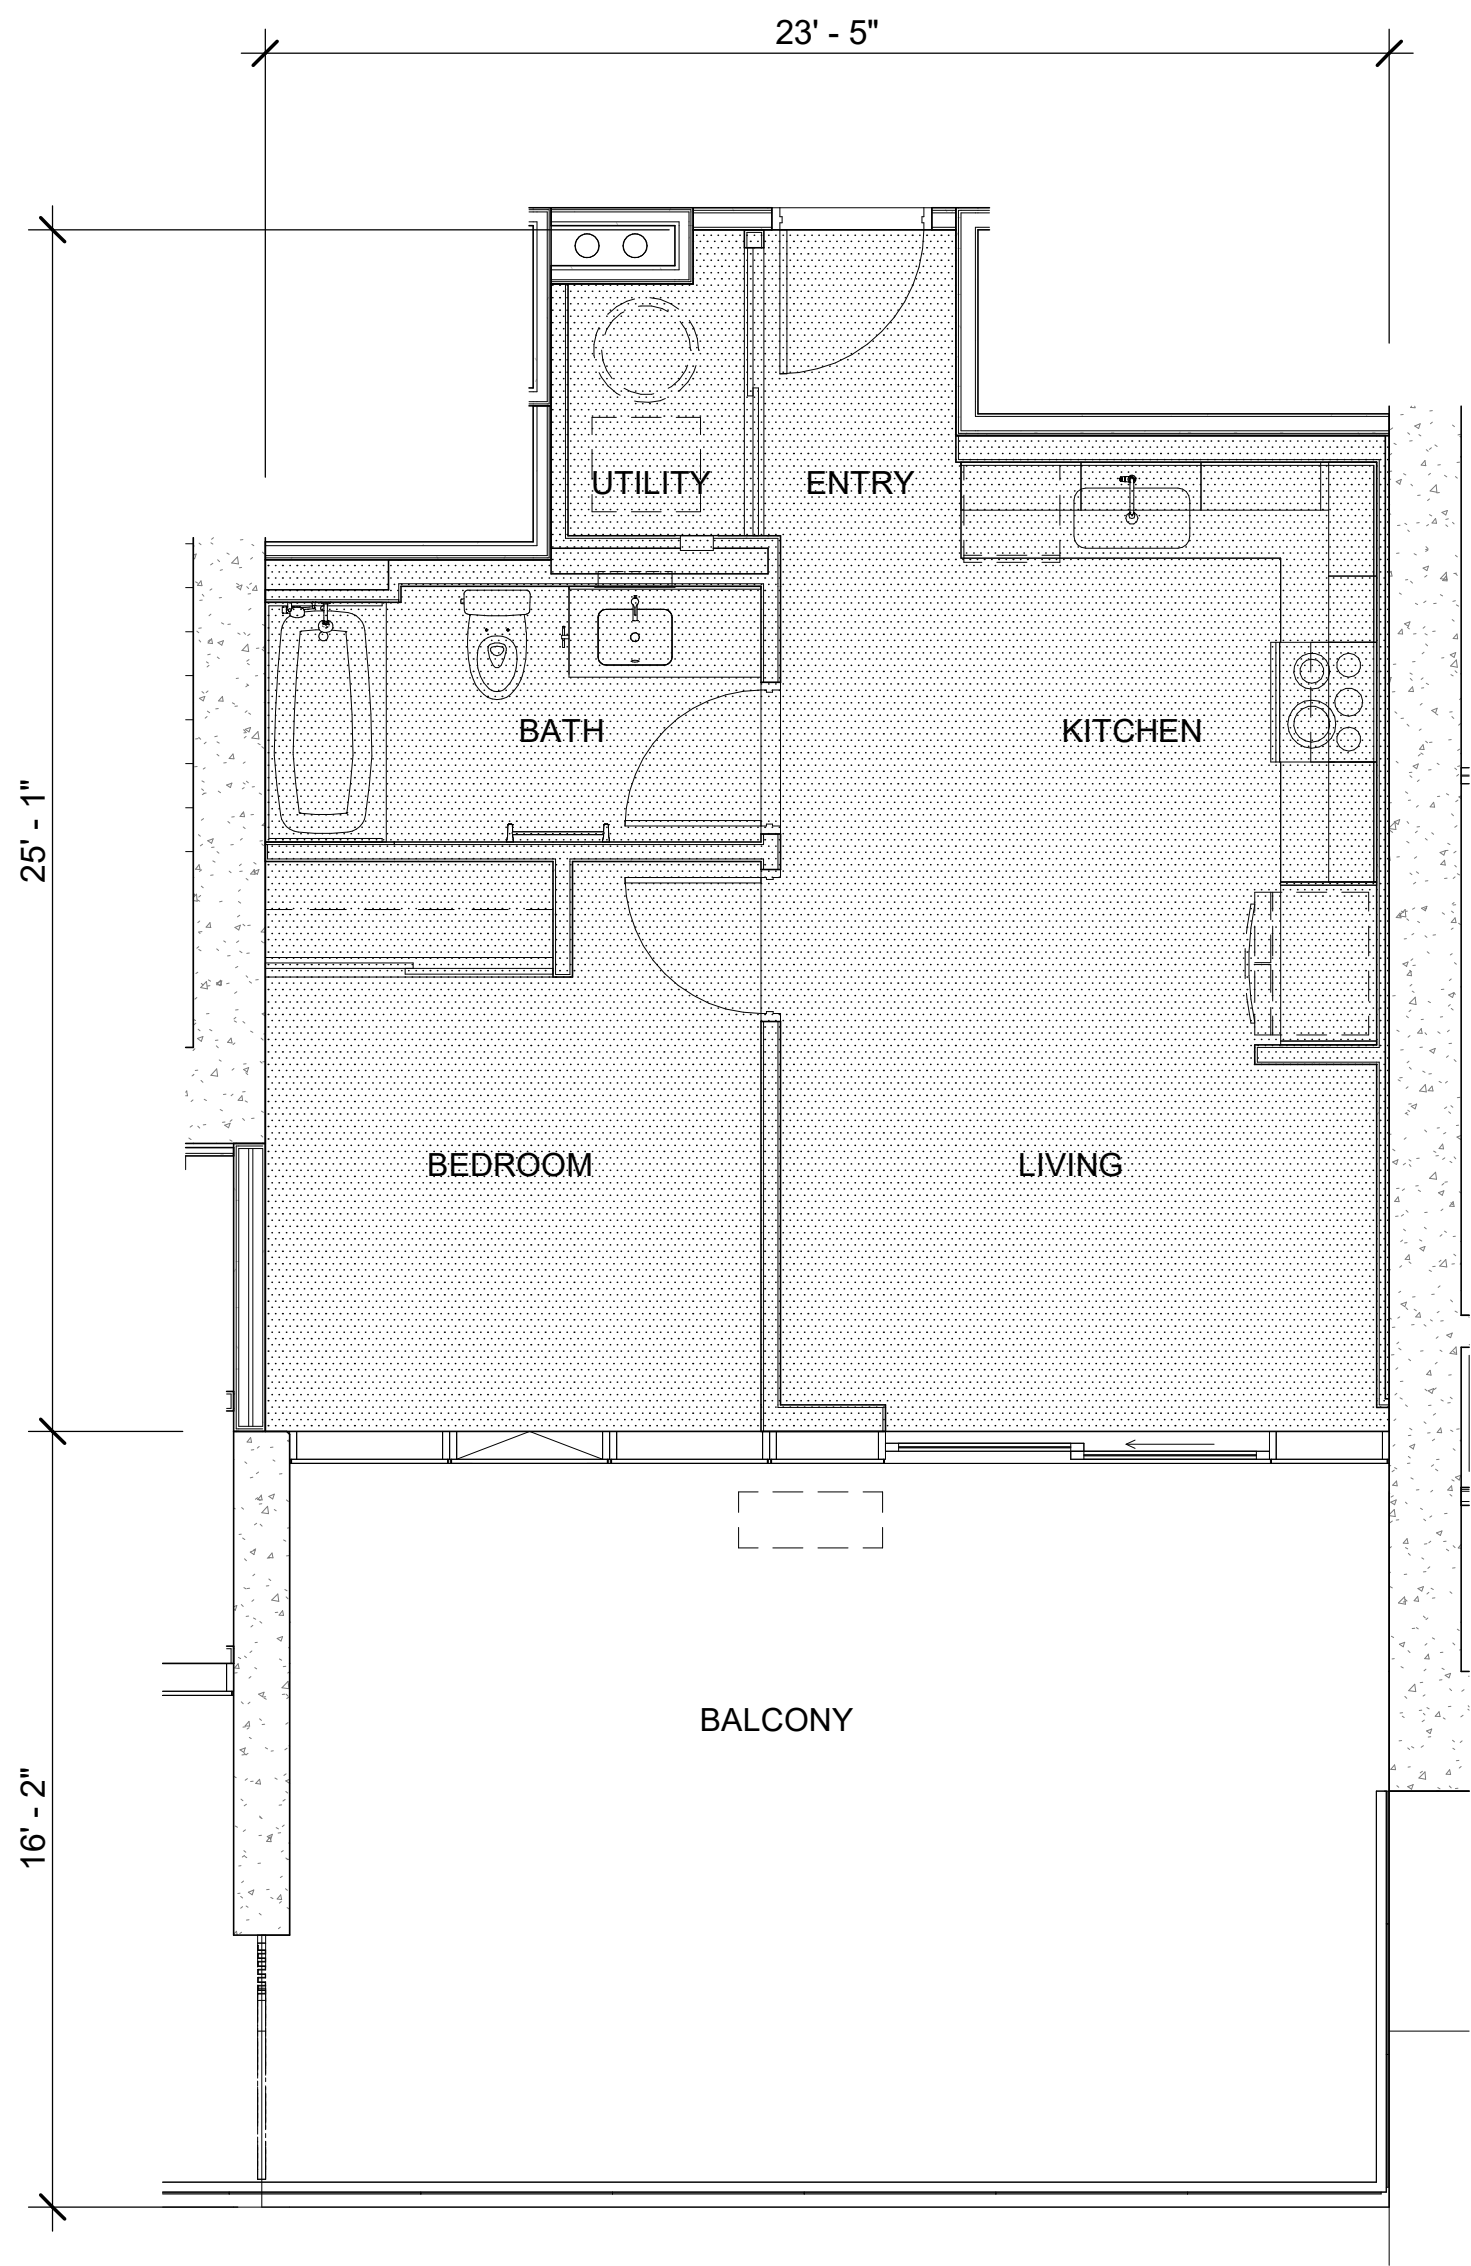 23' - 5"
UTILITY
ENTRY
BATH
KITCHEN
25' - 1"
BEDROOM
LIVING
BALCONY
16' - 2"